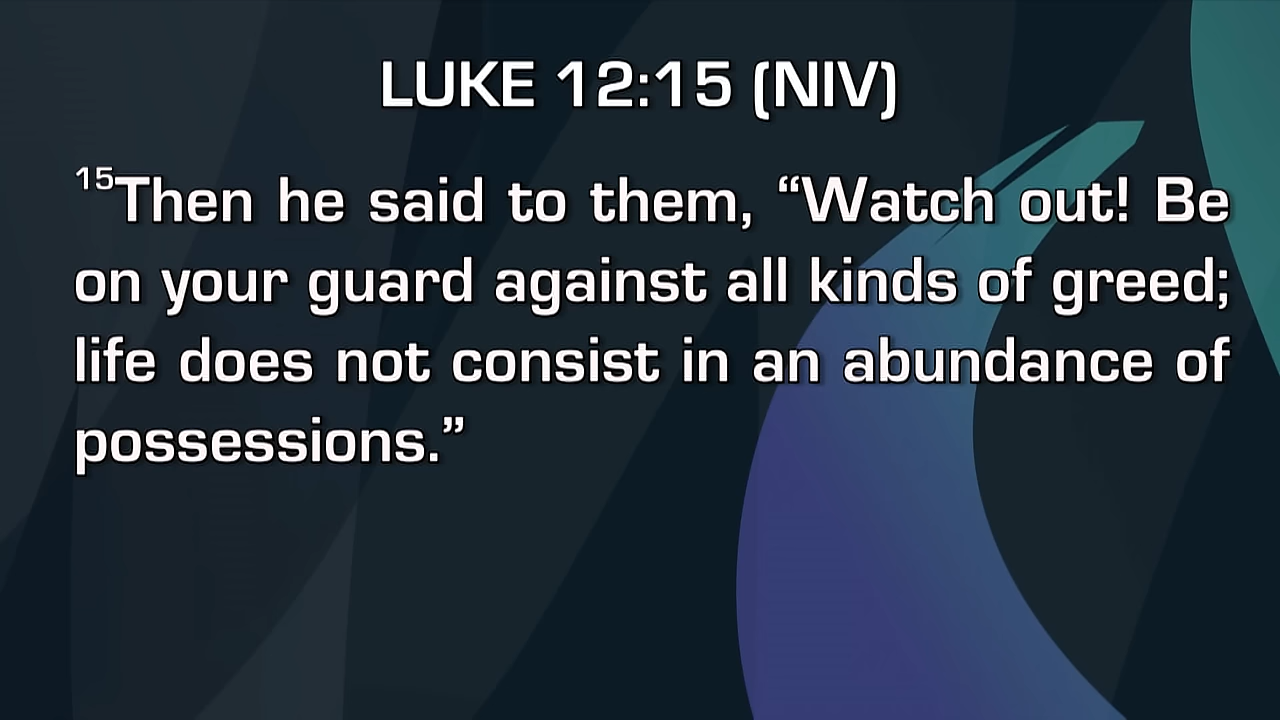 LUKE 12:15 (NIV)
15Then he said to them, “Watch out! Be
on your guard against all kinds of greed;
life does not consist in an abundance of
possessions.”